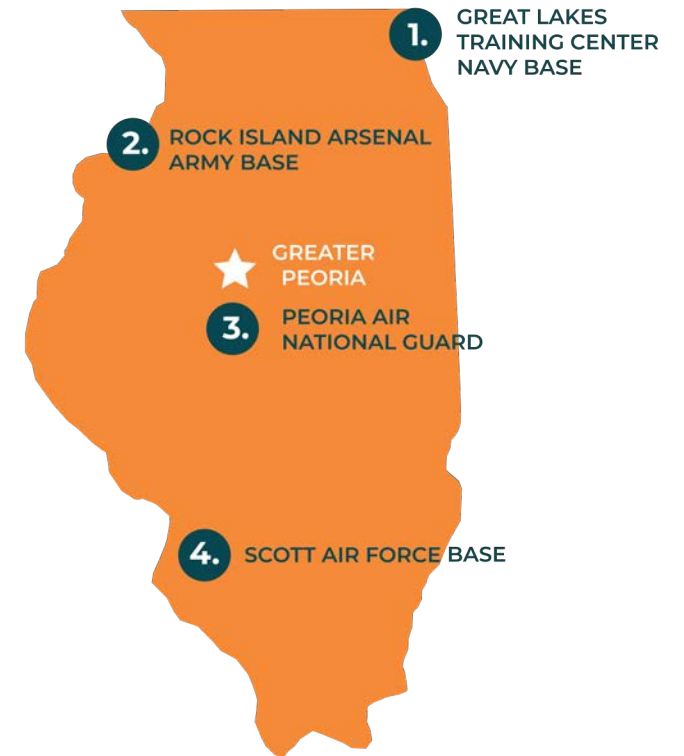 1.
GREAT LAKES
TRAINING CENTER
NAVY BASE
2.
ROCK ISLAND ARSENAL
ARMY BASE
GREATER
PEORIA
3.
PEORIA AIR
NATIONAL GUARD
4.
SCOTT AIR FORCE BASE